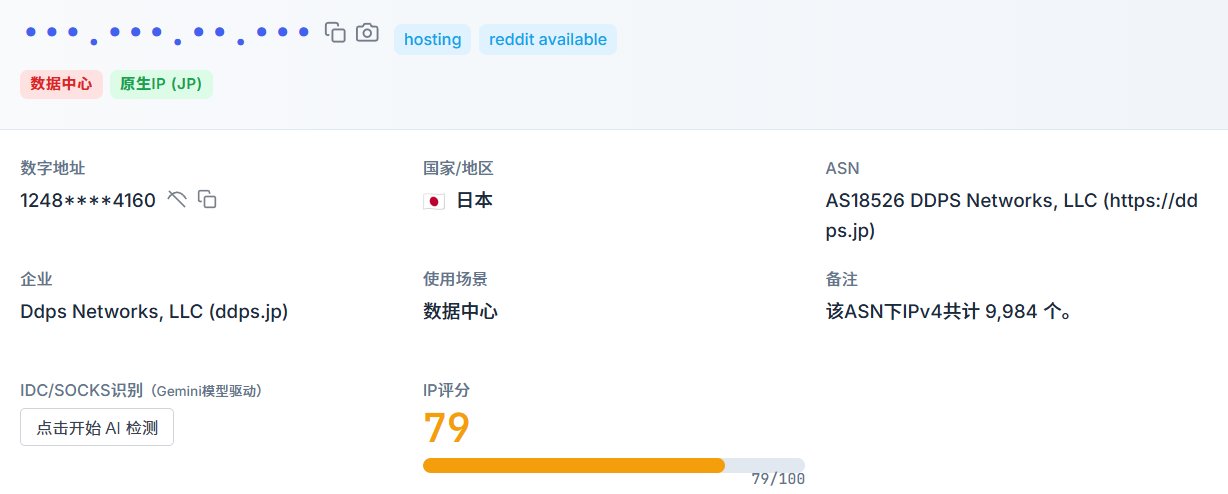 •••.•••.••.•••
hosting
reddit available
数据中心
原生IP (JP)
数字地址
国家/地区
ASN
1248****4160
日本
AS18526 DDPS Networks, LLC (https://dd
ps.jp)
企业
使用场景
备注
Ddps Networks, LLC (ddps.jp)
数据中心
该ASN下IPv4共计 9,984 个。
IDC/SOCKS识别（Gemini模型驱动）
IP评分
点击开始 AI 检测
79
79/100